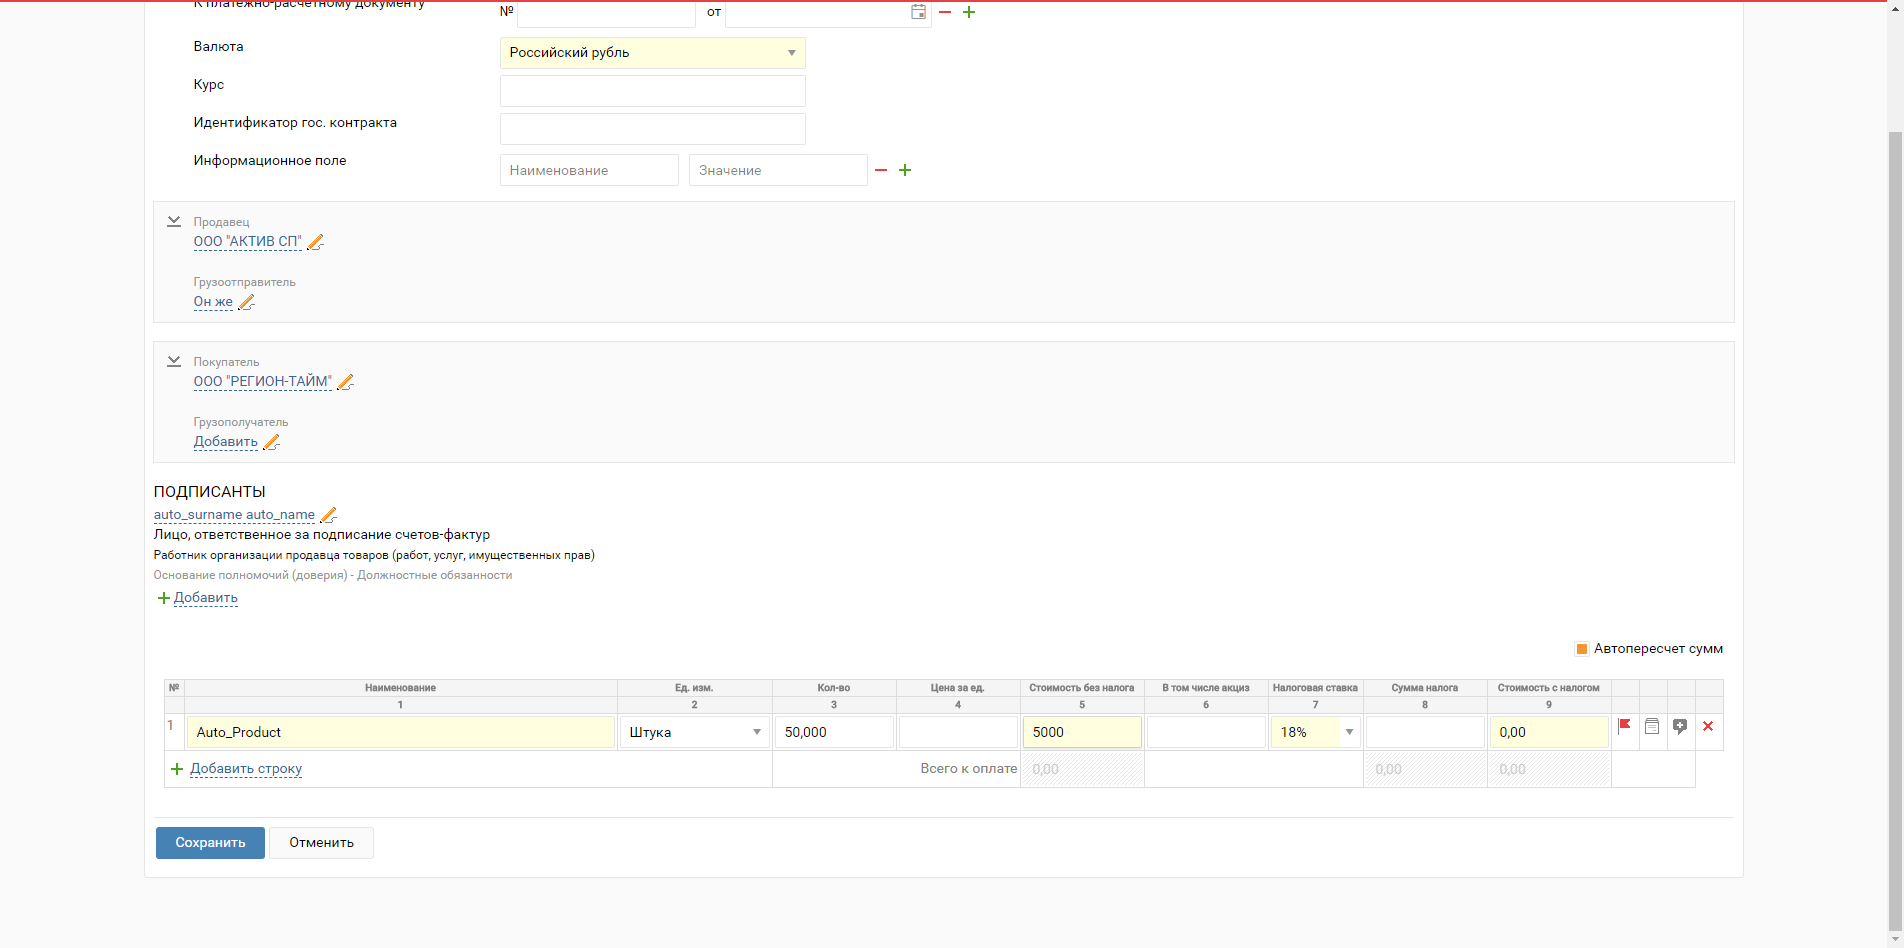 К платежно-расчетному документу
№ от
Валюта Российский рубль
Курс
Идентификатор гос. контракта
Информационное поле Наименование Значение
Продавец
ООО "АКТИВ СП"
Грузоотправитель
Он же
Покупатель
ООО "РЕГИОН-ТАЙМ"
Грузополучатель
Добавить
ПОДПИСАНТЫ
auto_surname auto_name
Лицо, ответственное за подписание счетов-фактур
Работник организации продавца товаров (работ, услуг, имущественных прав)
Основание полномочий (доверия) - Должностные обязанности
Добавить
Автопересчет сумм
№ Наименование Ед. изм. Кол-во Цена за ед. Стоимость без налога В том числе акциз Налоговая ставка Сумма налога Стоимость с налогом
1 2 3 4 5 6 7 8 9
1 Auto_Product Штука 50,000 5000 18% 0,00
Добавить строку Всего к оплате 0,00 0,00 0,00
Сохранить Отменить